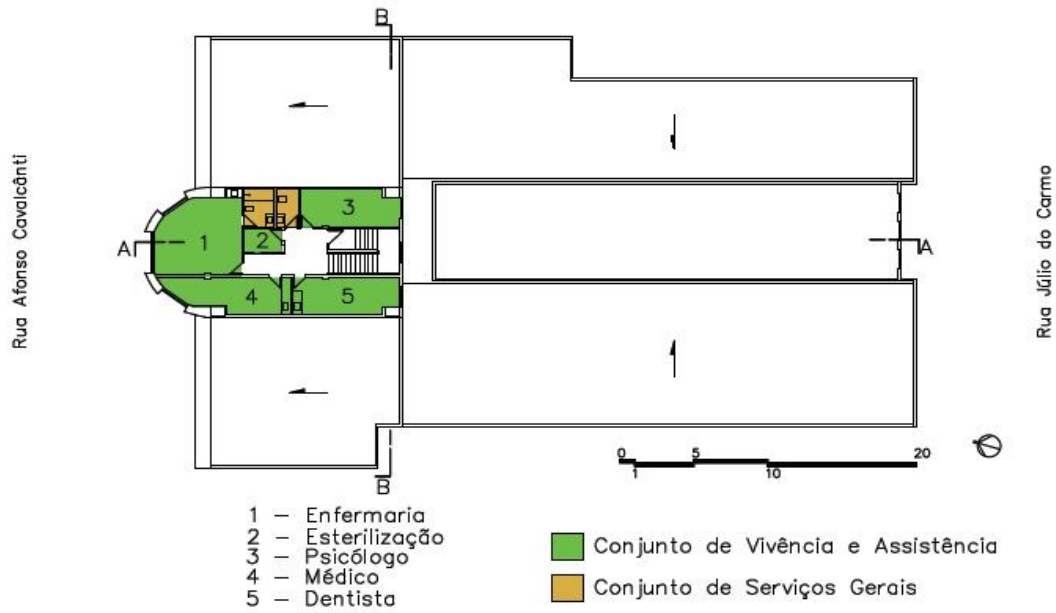 B
Rua Afonso Cavalcânti
Rua Júlio do Carmo
3
A
1
2
A
4
5
0
5
20
1
10
B
1 – Enfermaria
2 – Esterilização
3 – Psicólogo
4 – Médico
5 – Dentista
Conjunto de Vivência e Assistência
Conjunto de Serviços Gerais